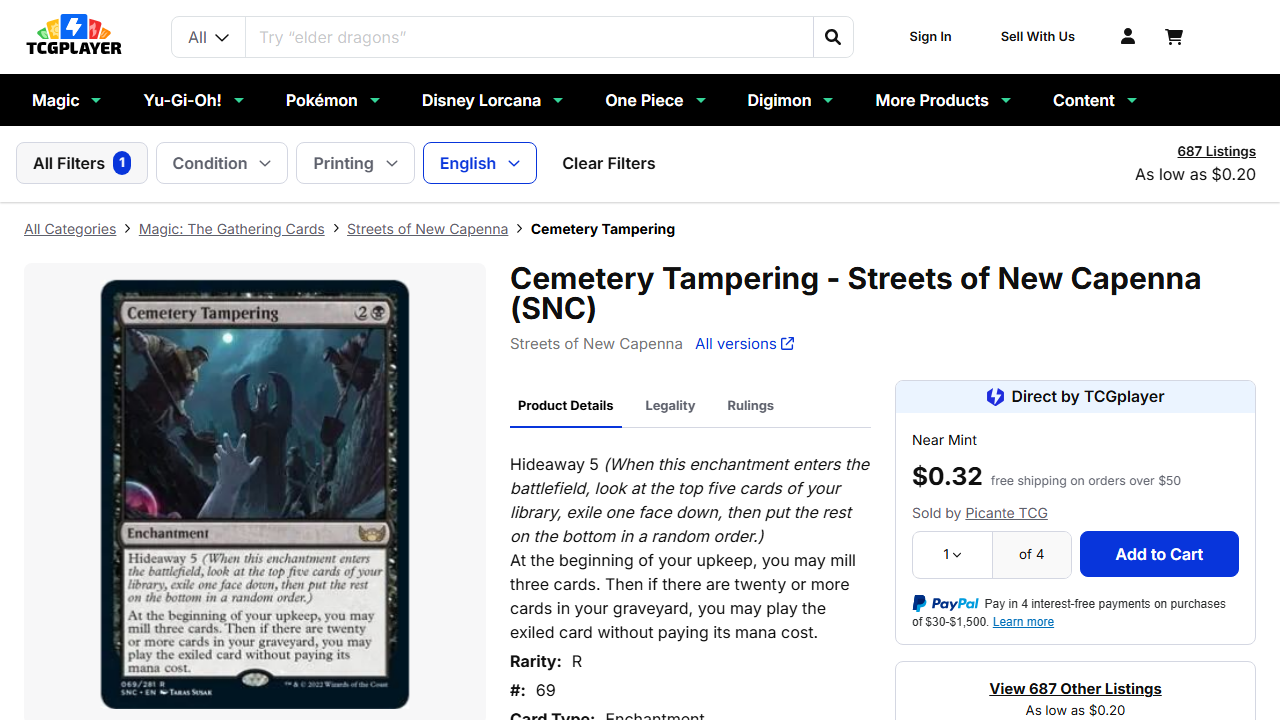 TCGPLAYER
All
Try “elder dragons”
Sign In
Sell With Us
Magic
Yu-Gi-Oh!
Pokémon
Disney Lorcana
One Piece
Digimon
More Products
Content
All Filters 1
Condition
Printing
English
Clear Filters
687 Listings
As low as $0.20
All Categories > Magic: The Gathering Cards > Streets of New Capenna > Cemetery Tampering
Cemetery Tampering 2
Enchantment
Hideaway 5 (When this enchantment enters
the battlefield, look at the top five cards of your
library, exile one face down, then put the rest
on the bottom in a random order.)
At the beginning of your upkeep, you may
mill three cards. Then if there are twenty
or more cards in your graveyard, you may
play the exiled card without paying its
mana cost.
069/281 R
SNC • EN Taras Susak
™ & © 2022 Wizards of the Coast
Cemetery Tampering - Streets of New Capenna
(SNC)
Streets of New Capenna All versions
Product Details
Legality
Rulings
Hideaway 5 (When this enchantment enters the
battlefield, look at the top five cards of your
library, exile one face down, then put the rest
on the bottom in a random order.)
At the beginning of your upkeep, you may mill
three cards. Then if there are twenty or more
cards in your graveyard, you may play the
exiled card without paying its mana cost.
Rarity: R
#: 69
Card Type: Enchantment
Direct by TCGplayer
Near Mint
$0.32 free shipping on orders over $50
Sold by Picante TCG
1
of 4
Add to Cart
PayPal Pay in 4 interest-free payments on purchases
of $30-$1,500. Learn more
View 687 Other Listings
As low as $0.20